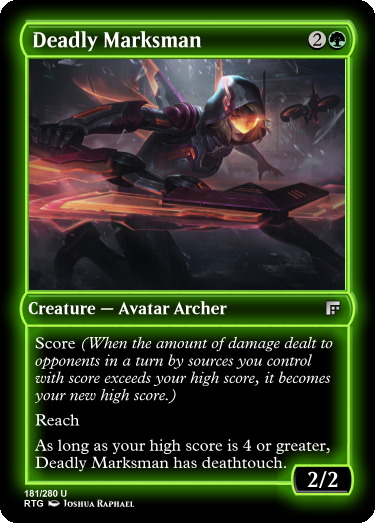 Deadly Marksman 2
Creature — Avatar Archer
Score (When the amount of damage dealt to
opponents in a turn by sources you control
with score exceeds your high score, it becomes
your new high score.)
Reach
As long as your high score is 4 or greater,
Deadly Marksman has deathtouch.
2/2
181/280 U
RTG Joshua Raphael